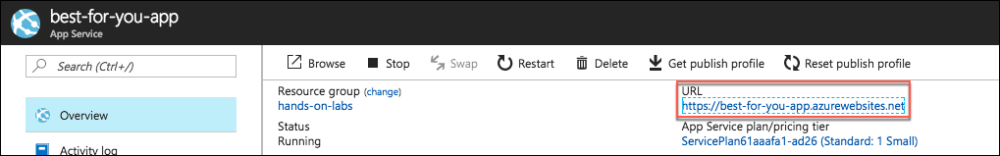 best-for-you-app
App Service
Search (Ctrl+/)
Browse Stop Swap Restart Delete Get publish profile Reset publish profile
Overview
Activity log
Resource group (change)
hands-on-labs
Status
Running
URL
https://best-for-you-app.azurewebsites.net
App Service plan/pricing tier
ServicePlan61aaafa1-ad26 (Standard: 1 Small)